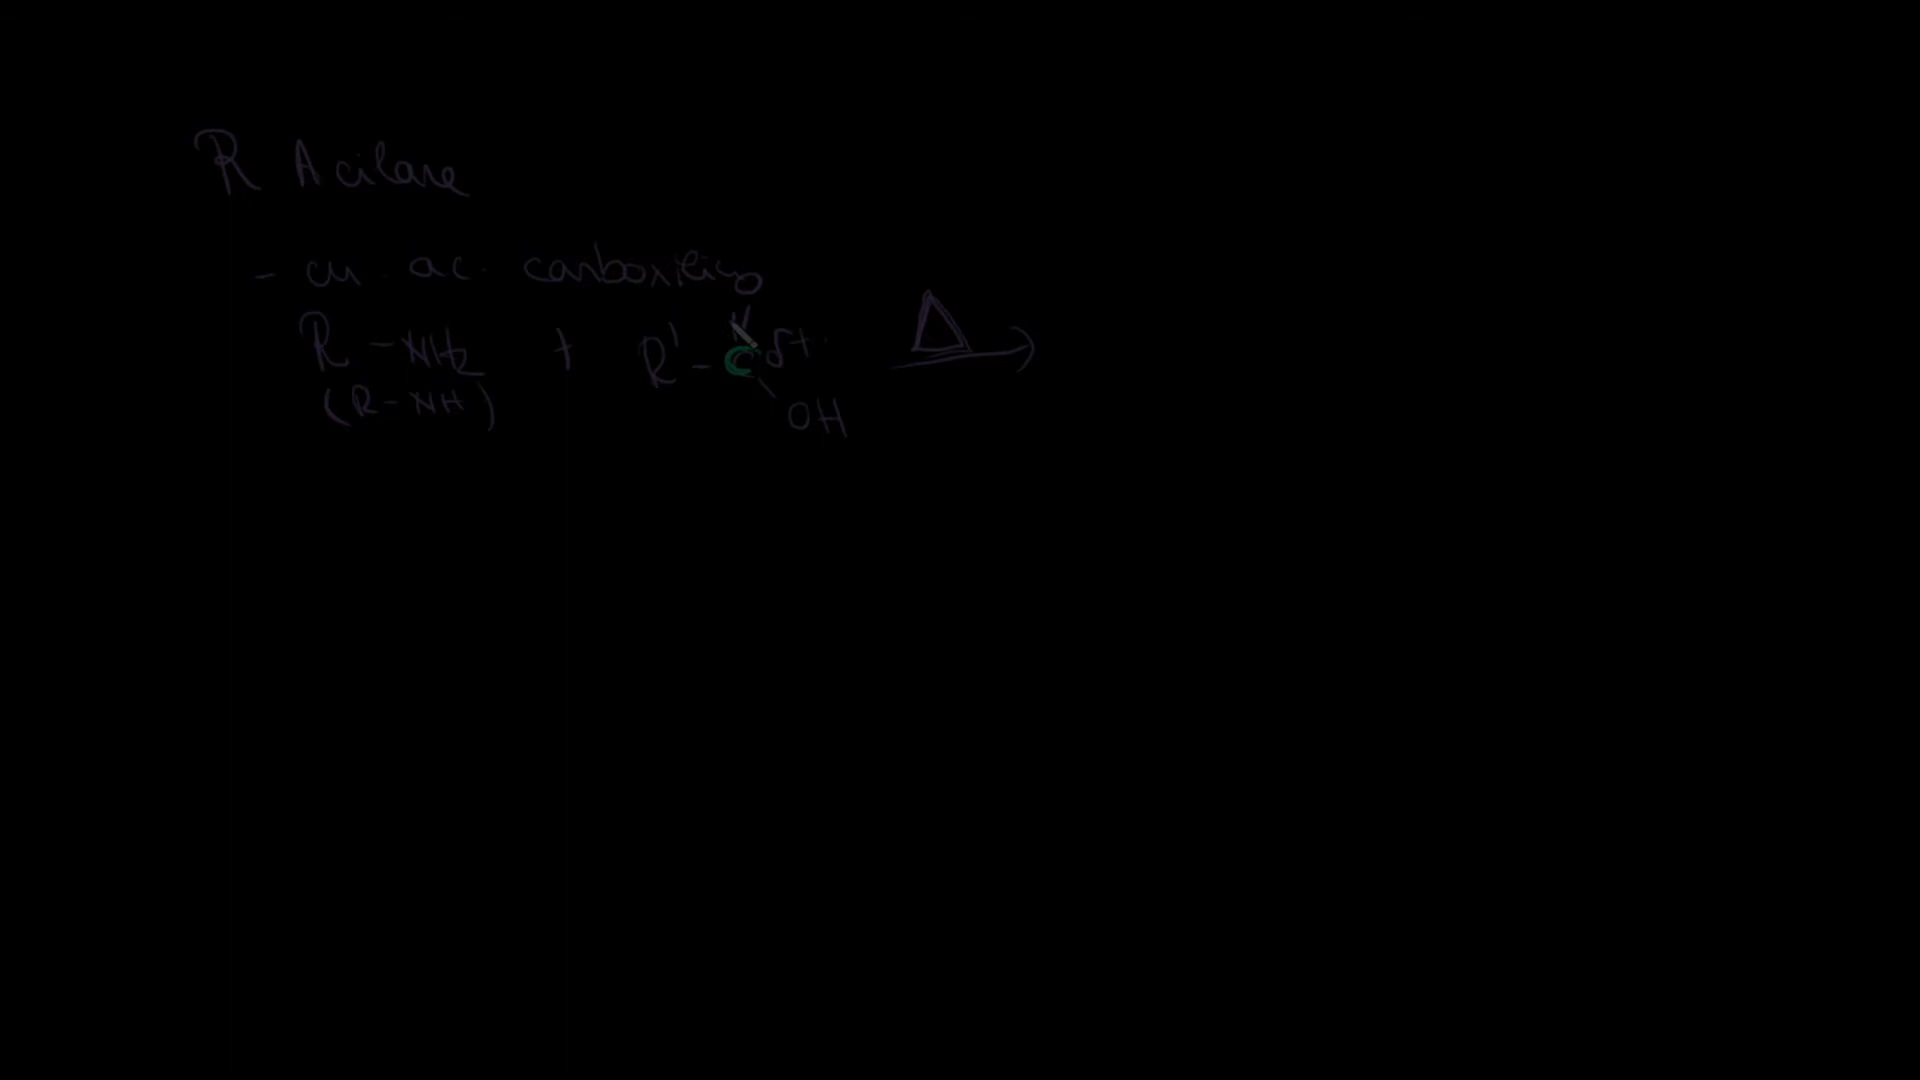 R Acilare
- cu ac. carboxilic
O
R - NH2 + R' - C δ+ Δ →
(R - NH)
OH